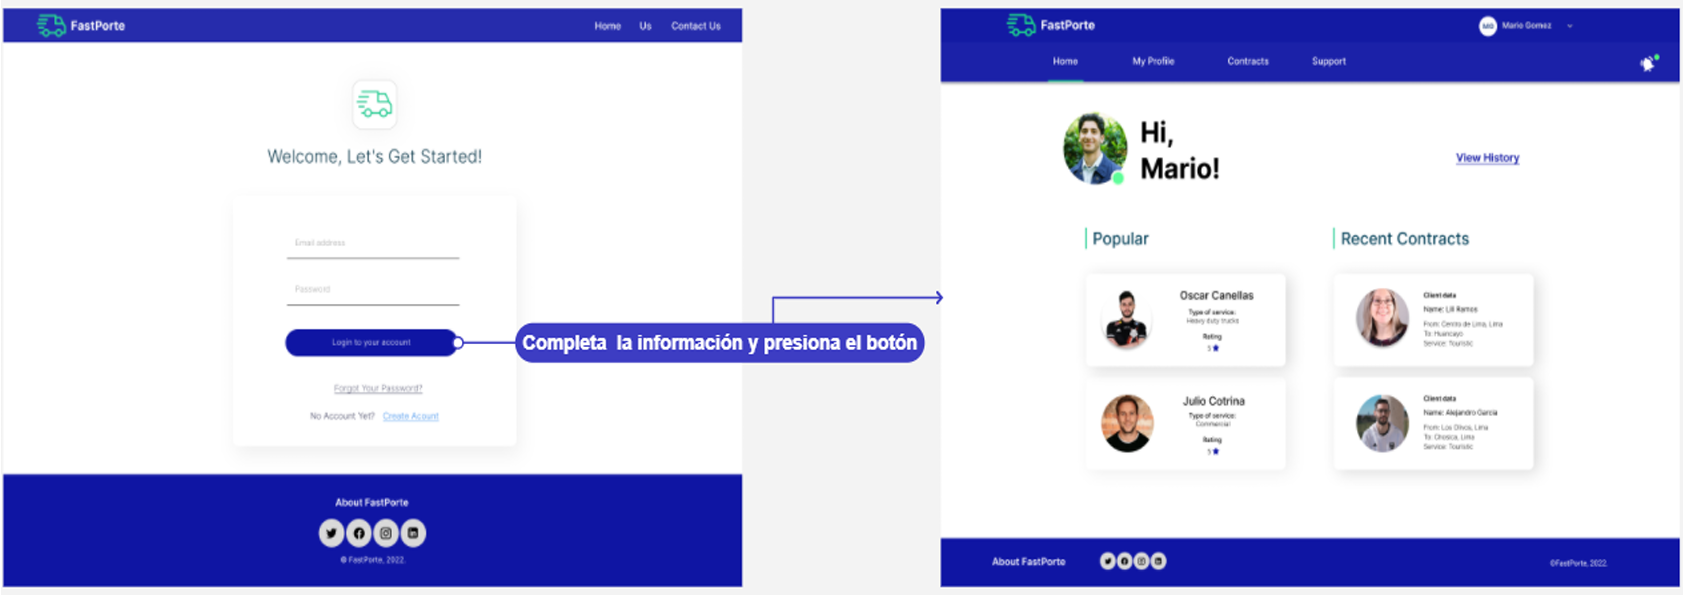 FastPorte
Home Us Contact Us
Welcome, Let's Get Started!
Email address
Password
Login to your account
Forgot Your Password?
No Account Yet? Create Acount
About FastPorte
© FastPorte, 2022.
Completa la información y presiona el botón
FastPorte
MG Mario Gomez
Home My Profile Contracts Support
Hi,
Mario!
View History
Popular
Oscar Canellas
Type of service:
Heavy duty trucks
Rating
5
Julio Cotrina
Type of service:
Commercial
Rating
5
Recent Contracts
Client data
Name: Lili Ramos
From: Cerrito de Lima, Lima
To: Huancayo
Service: Touristic
Client data
Name: Alejandro Garcia
From: Los Olivos, Lima
To: Chosica, Lima
Service: Touristic
About FastPorte
©FastPorte, 2022.